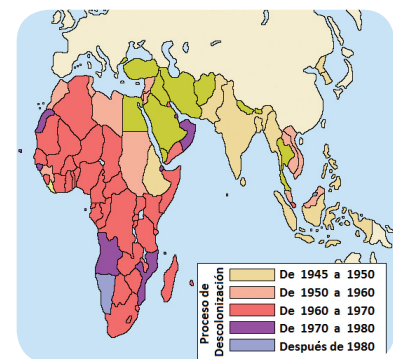 Proceso de
Descolonización
De 1945 a 1950
De 1950 a 1960
De 1960 a 1970
De 1970 a 1980
Después de 1980